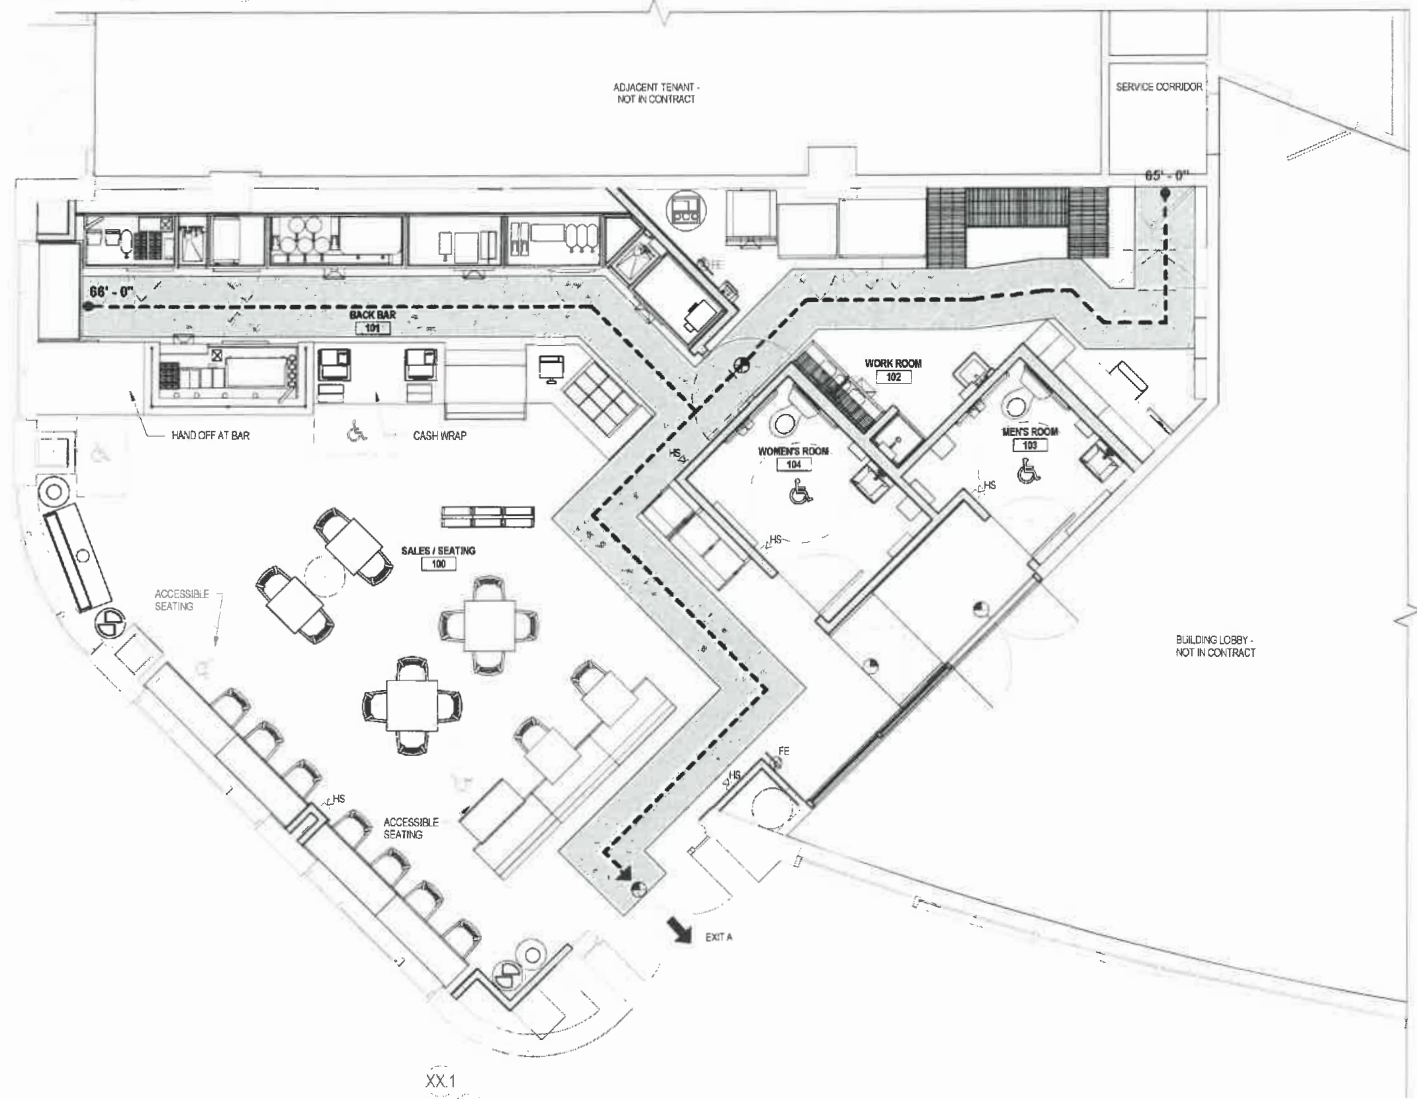 ADJACENT TENANT -
NOT IN CONTRACT
SERVICE CORRIDOR
65' - 0"
FE
66' - 0"
BACK BAR
101
WORK ROOM
102
HAND OFF AT BAR
CASH WRAP
MEN'S ROOM
103
WOMEN'S ROOM
104
HS
HS
HS
SALES / SEATING
100
ACCESSIBLE
SEATING
BUILDING LOBBY -
NOT IN CONTRACT
FE
HS
HS
ACCESSIBLE
SEATING
EXIT A
XX.1